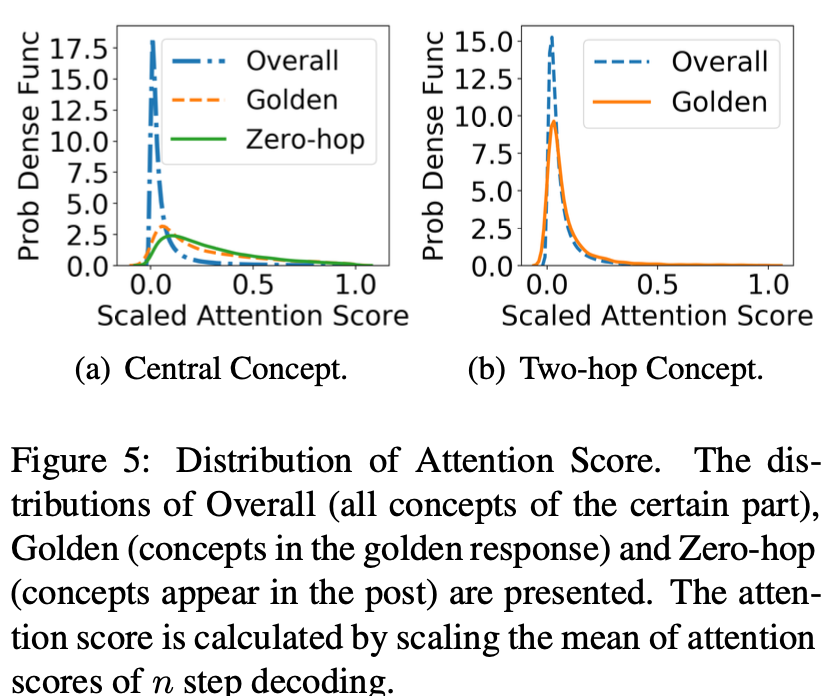 Prob Dense Func
17.5
15.0
12.5
10.0
7.5
5.0
2.5
0.0
Overall
Golden
Zero-hop
0.0 0.5 1.0
Scaled Attention Score
(a) Central Concept.
Prob Dense Func
15.0
12.5
10.0
7.5
5.0
2.5
0.0
Overall
Golden
0.0 0.5 1.0
Scaled Attention Score
(b) Two-hop Concept.
Figure 5: Distribution of Attention Score. The dis-
tributions of Overall (all concepts of the certain part),
Golden (concepts in the golden response) and Zero-hop
(concepts appear in the post) are presented. The atten-
tion score is calculated by scaling the mean of attention
scores of n step decoding.